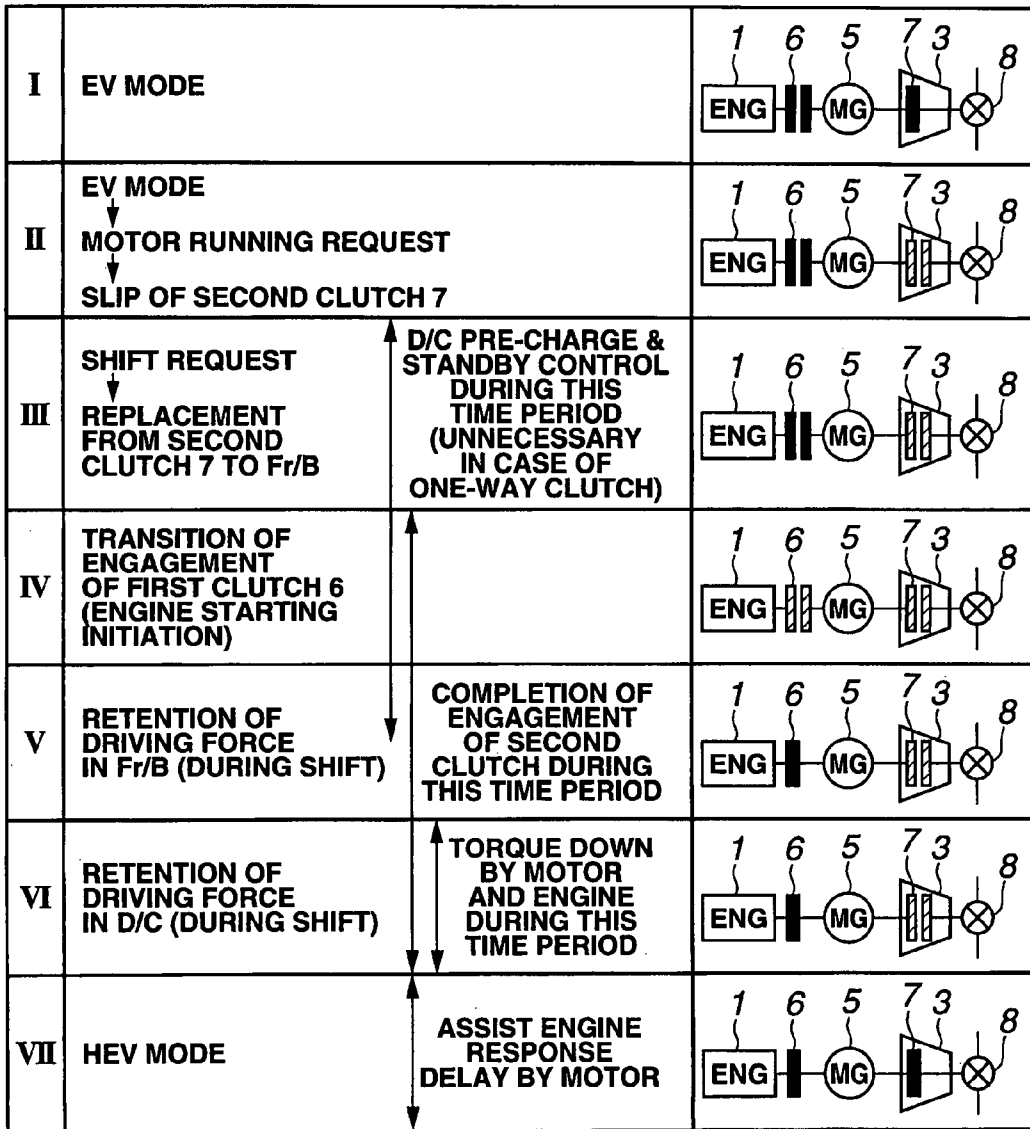 I
EV MODE
1 6 5 7 3 8
ENG MG
II
EV MODE
MOTOR RUNNING REQUEST
SLIP OF SECOND CLUTCH 7
1 6 5 7 3 8
ENG MG
III
SHIFT REQUEST
REPLACEMENT
FROM SECOND
CLUTCH 7 TO Fr/B
D/C PRE-CHARGE &
STANDBY CONTROL
DURING THIS
TIME PERIOD
(UNNECESSARY
IN CASE OF
ONE-WAY CLUTCH)
1 6 5 7 3 8
ENG MG
IV
TRANSITION OF
ENGAGEMENT
OF FIRST CLUTCH 6
(ENGINE STARTING
INITIATION)
1 6 5 7 3 8
ENG MG
V
RETENTION OF
DRIVING FORCE
IN Fr/B (DURING SHIFT)
COMPLETION OF
ENGAGEMENT
OF SECOND
CLUTCH DURING
THIS TIME PERIOD
1 6 5 7 3 8
ENG MG
VI
RETENTION OF
DRIVING FORCE
IN D/C (DURING SHIFT)
TORQUE DOWN
BY MOTOR
AND ENGINE
DURING THIS
TIME PERIOD
1 6 5 7 3 8
ENG MG
VII
HEV MODE
ASSIST ENGINE
RESPONSE
DELAY BY MOTOR
1 6 5 7 3 8
ENG MG